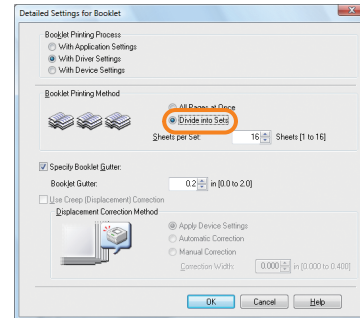 Detailed Settings for Booklet
Booklet Printing Process
With Application Settings
With Driver Settings
With Device Settings
Booklet Printing Method
All Pages at Once
Divide into Sets
Sheets per Set: 16 Sheets [1 to 16]
Specify Booklet Gutter:
Booklet Gutter: 0.2 in [0.0 to 2.0]
Use Creep (Displacement) Correction
Displacement Correction Method
Apply Device Settings
Automatic Correction
Manual Correction
Correction Width: 0.000 in [0.000 to 0.400]
OK Cancel Help